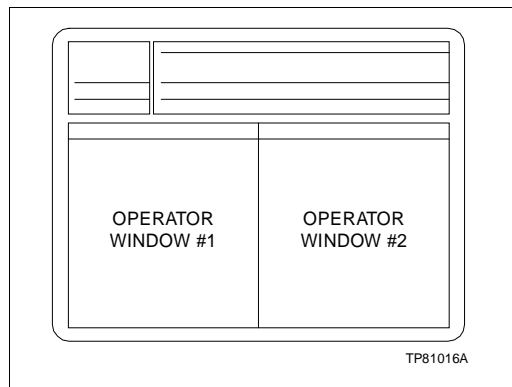 OPERATOR
WINDOW #1
OPERATOR
WINDOW #2
TP81016A